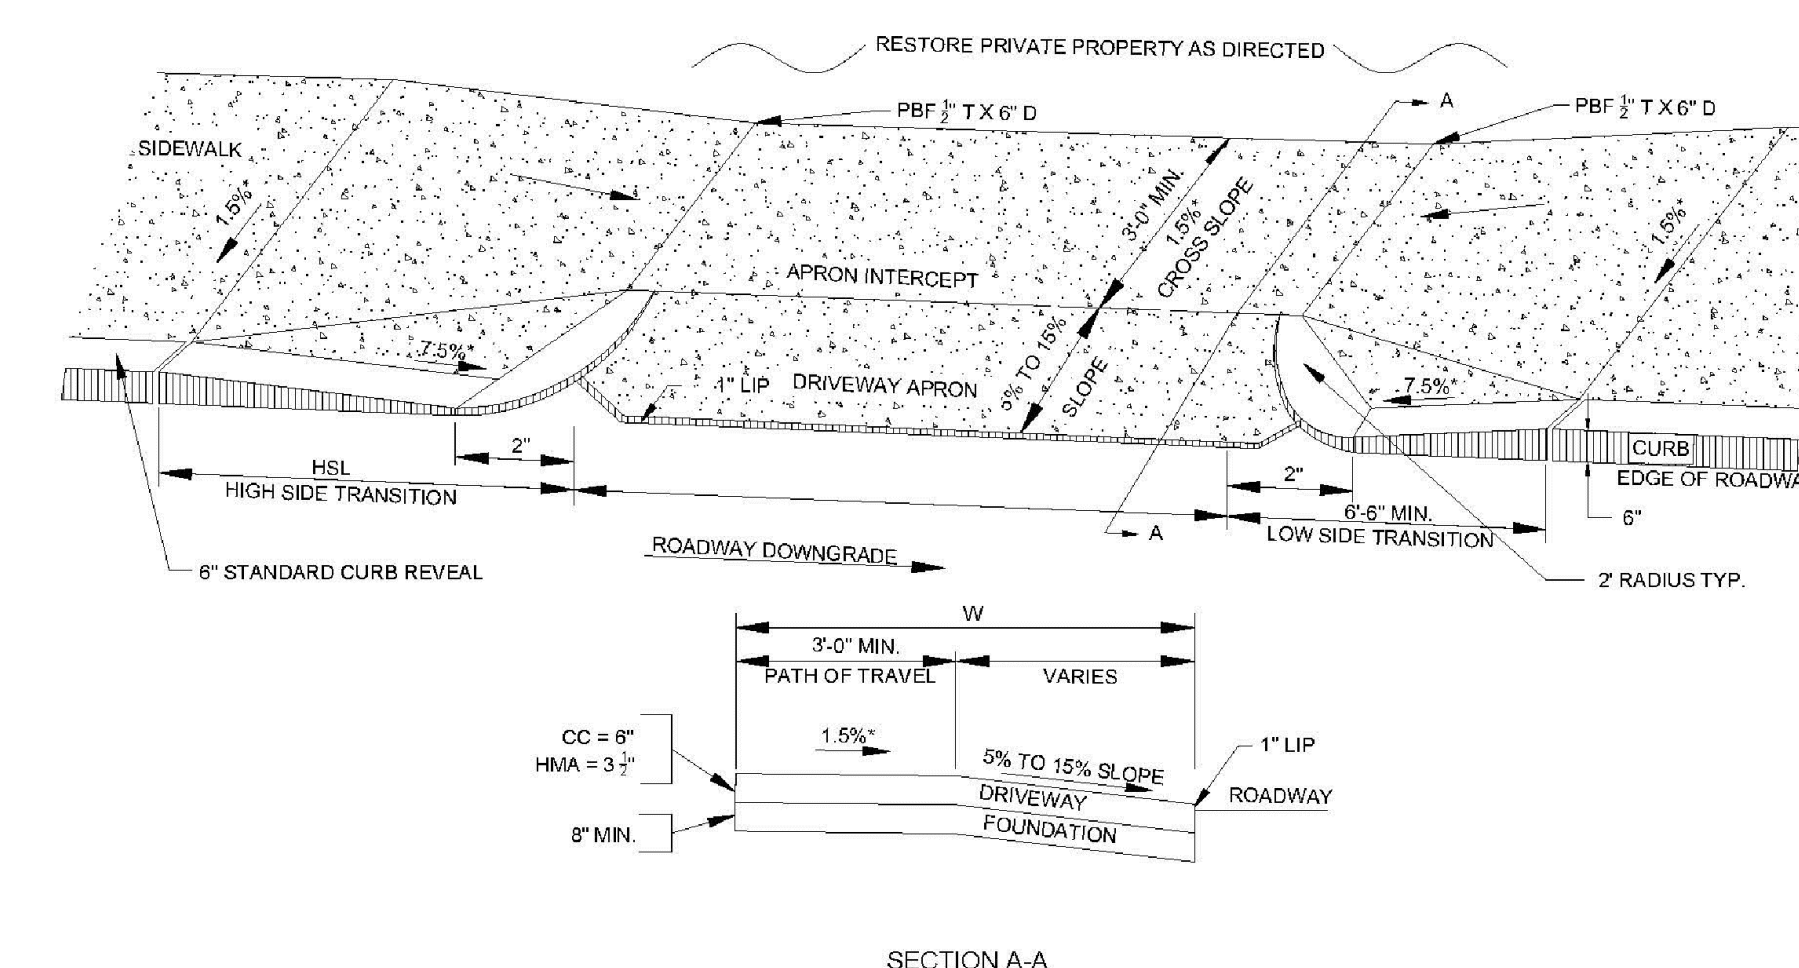 RESTORE PRIVATE PROPERTY AS DIRECTED
PBF 1/2" T X 6" D
A
PBF 1/2" T X 6" D
SIDEWALK
1.5%*
3'-0" MIN.
1.5%*
CROSS SLOPE
1.5%*
APRON INTERCEPT
7.5%*
1" LIP
DRIVEWAY APRON
5% TO 15%
SLOPE
7.5%*
2"
HSL
HIGH SIDE TRANSITION
2"
6'-6" MIN.
LOW SIDE TRANSITION
CURB
EDGE OF ROADWA
6"
A
ROADWAY DOWNGRADE
6" STANDARD CURB REVEAL
2' RADIUS TYP.
W
3'-0" MIN.
PATH OF TRAVEL
VARIES
CC = 6"
HMA = 3 1/2"
1.5%*
5% TO 15% SLOPE
1" LIP
DRIVEWAY
ROADWAY
FOUNDATION
8" MIN.
SECTION A-A